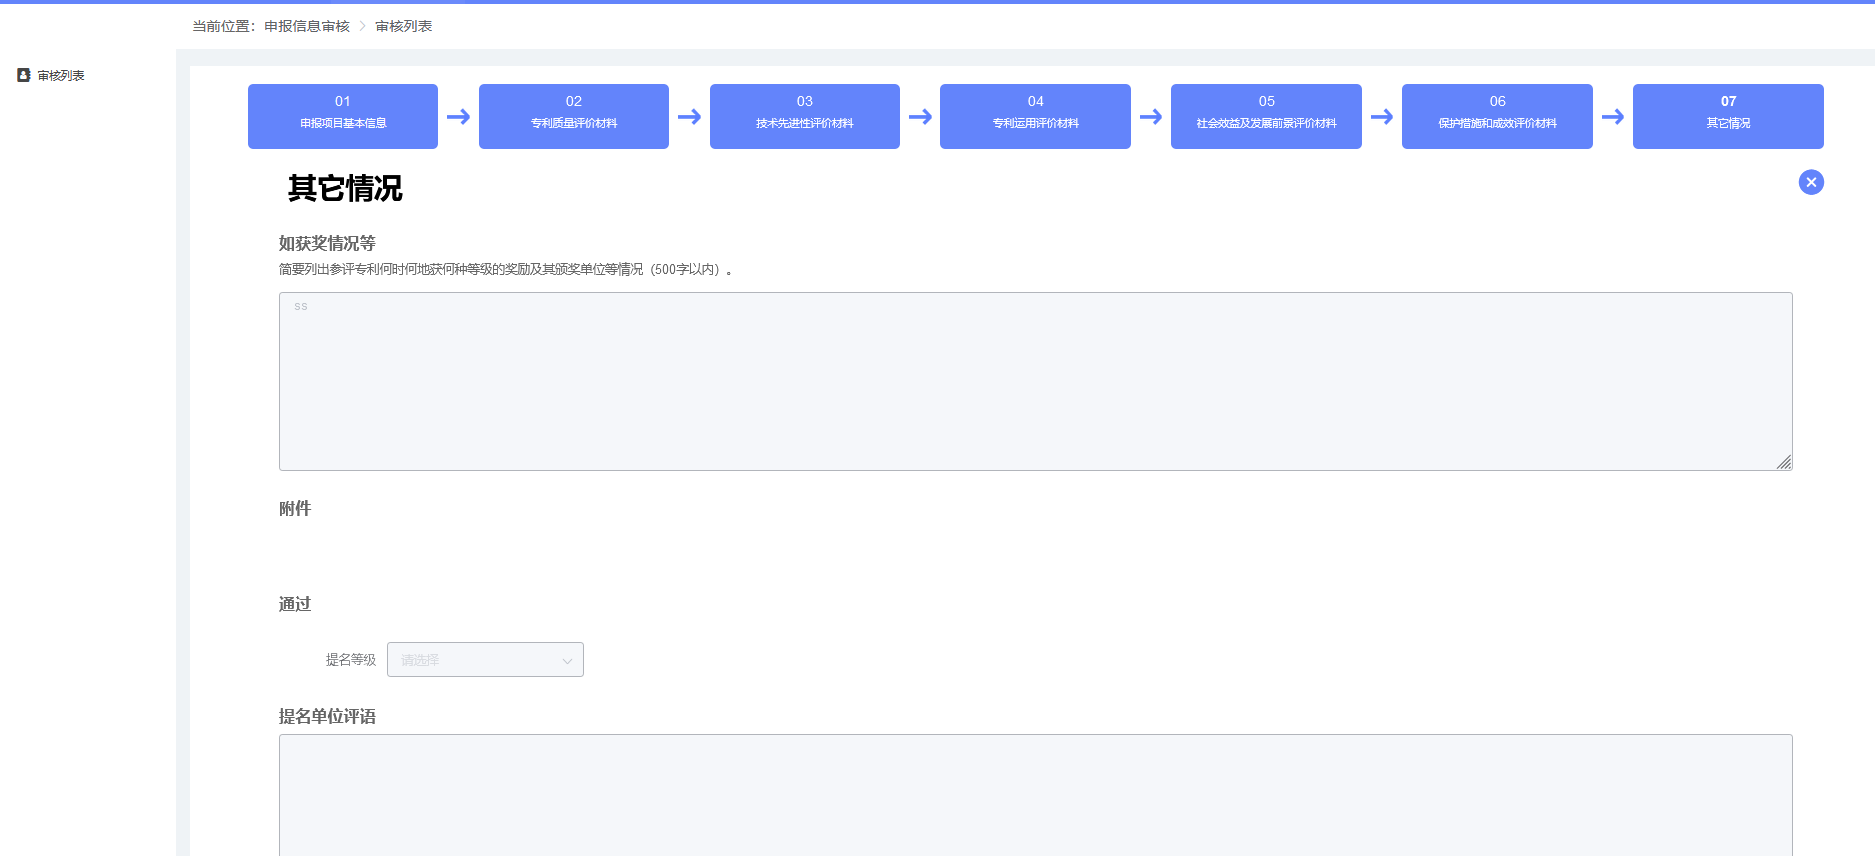 当前位置：申报信息审核 > 审核列表
审核列表
01
申报项目基本信息
02
专利质量评价材料
03
技术先进性评价材料
04
专利运用评价材料
05
社会效益及发展前景评价材料
06
保护措施和成效评价材料
07
其它情况
其它情况
如获奖情况等
简要列出参评专利何时何地获何种等级的奖励及其颁奖单位等情况（500字以内）。
ss
附件
通过
提名等级 请选择
提名单位评语